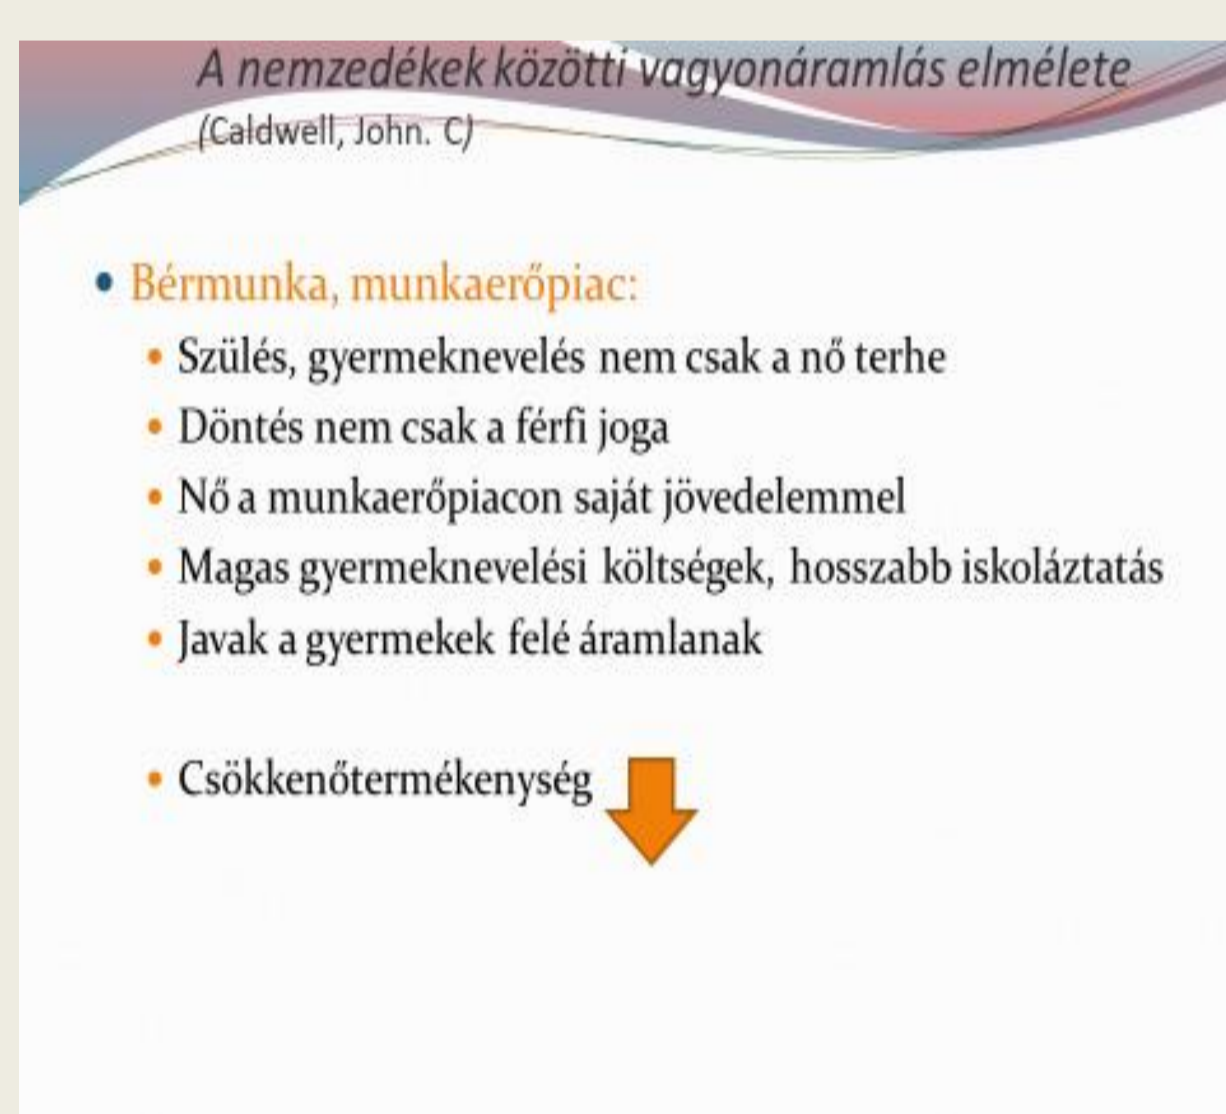 A nemzedékek közötti vagyonáramlás elmélete
(Caldwell, John. C)
• Bérmunka, munkaerőpiac:
• Szülés, gyermeknevelés nem csak a nő terhe
• Döntés nem csak a férfi joga
• Nő a munkaerőpiacon saját jövedelemmel
• Magas gyermeknevelési költségek, hosszabb iskoláztatás
• Javak a gyermekek felé áramlanak
• Csökkenőtermékenység